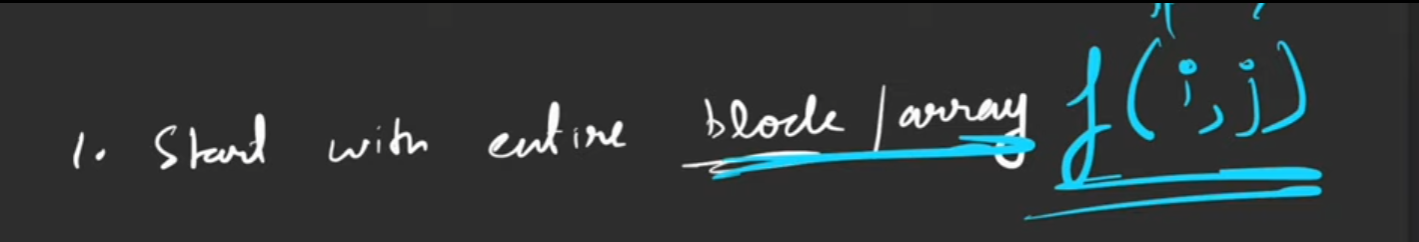 1. Start with entire block / array f(i,j)